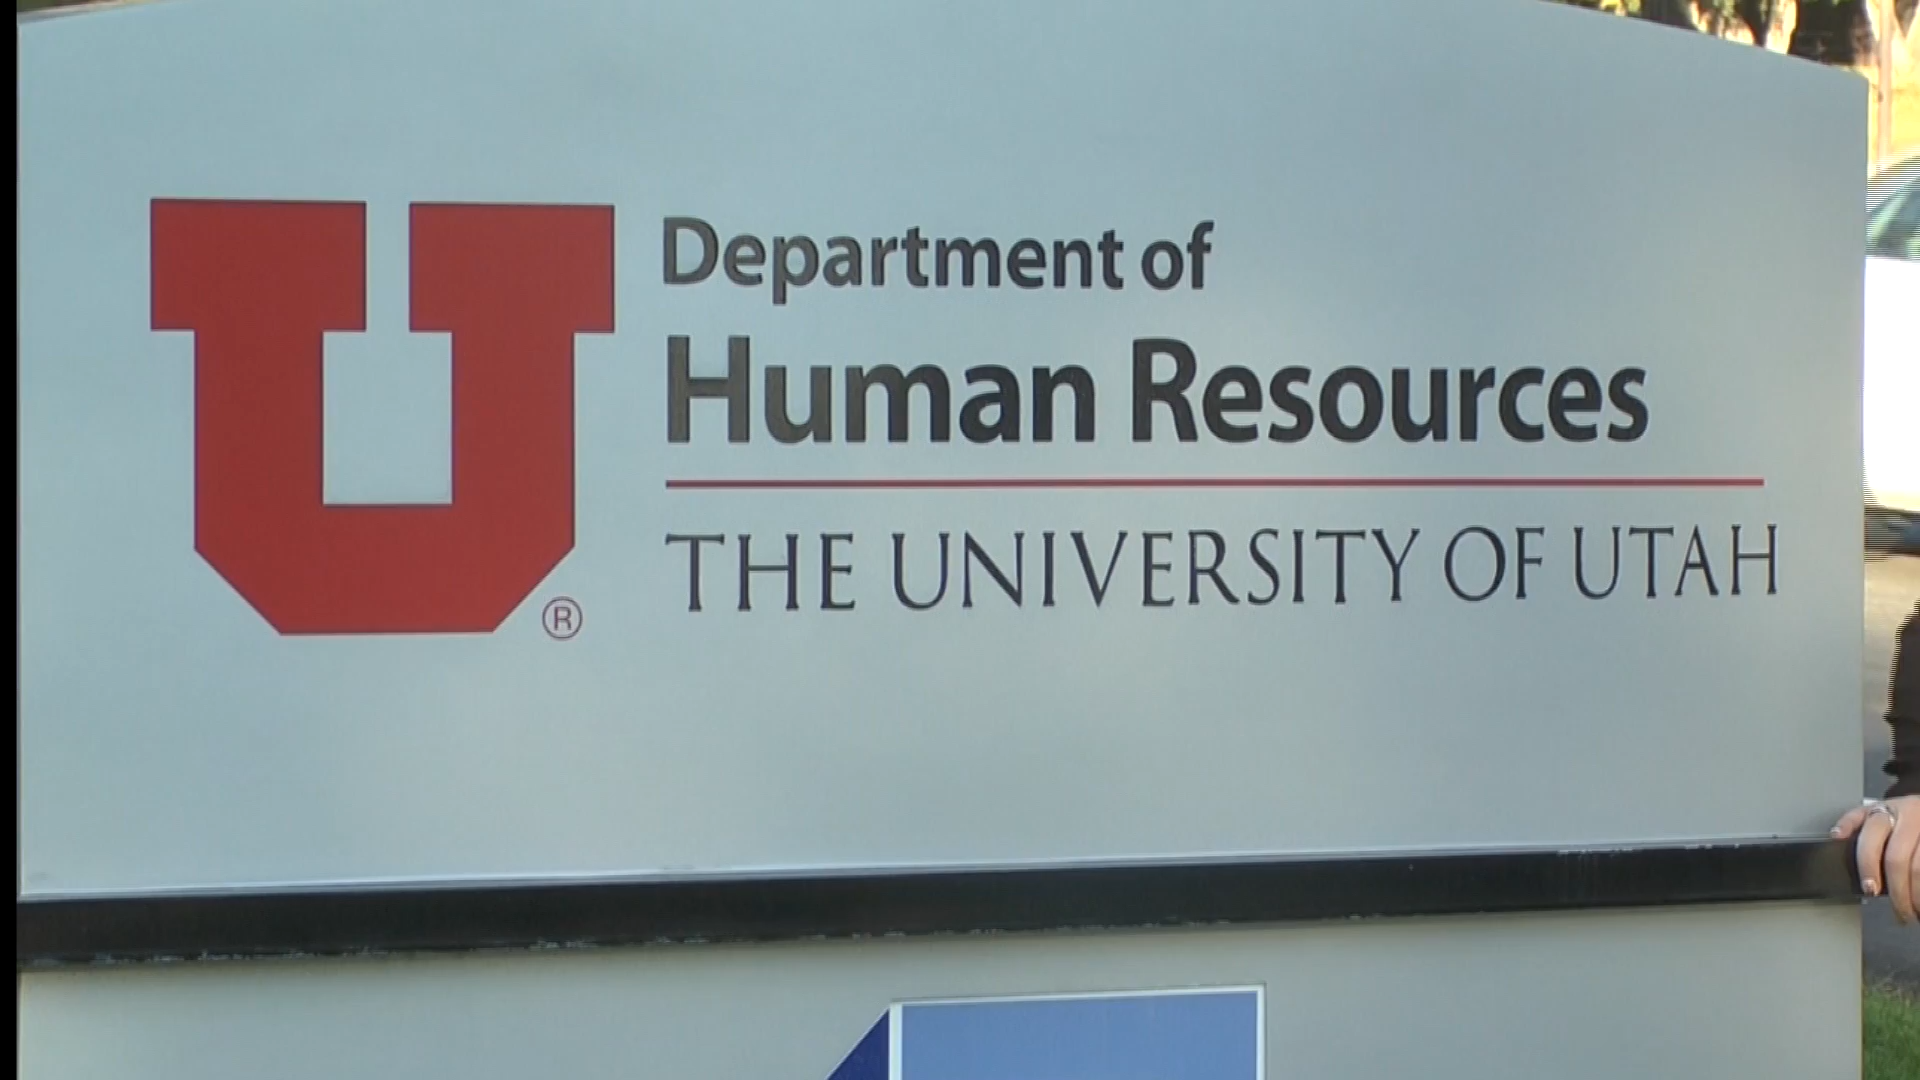 U
®
Department of
Human Resources
THE UNIVERSITY OF UTAH